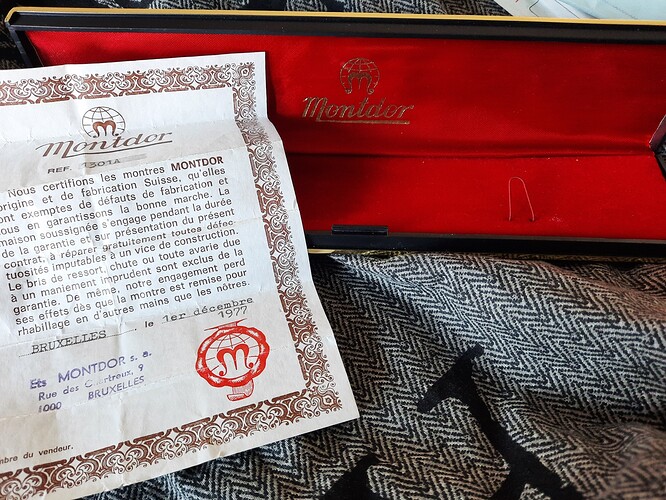 Montdor
Montdor
REF. 1301A
Nous certifions les montres MONTDOR
origine et de fabrication Suisse, qu'elles
ont exemptes de défauts de fabrication et
ous en garantissons la bonne marche. La
maison soussignée s'engage pendant la durée
de la garantie et sur présentation du présent
contrat, à réparer gratuitement toutes défec-
tuosités imputables à un vice de construction.
Le bris de ressort, chute ou toute avarie due
à un maniement imprudent sont exclus de la
garantie. De même, notre engagement perd
ses effets dès que la montre est remise pour
rhabillage en d'autres mains que les nôtres.
BRUXELLES le 1er décembre
1977
Ets MONTDOR s. a.
Rue des Chartreux, 9
1000 BRUXELLES
mbre du vendeur.